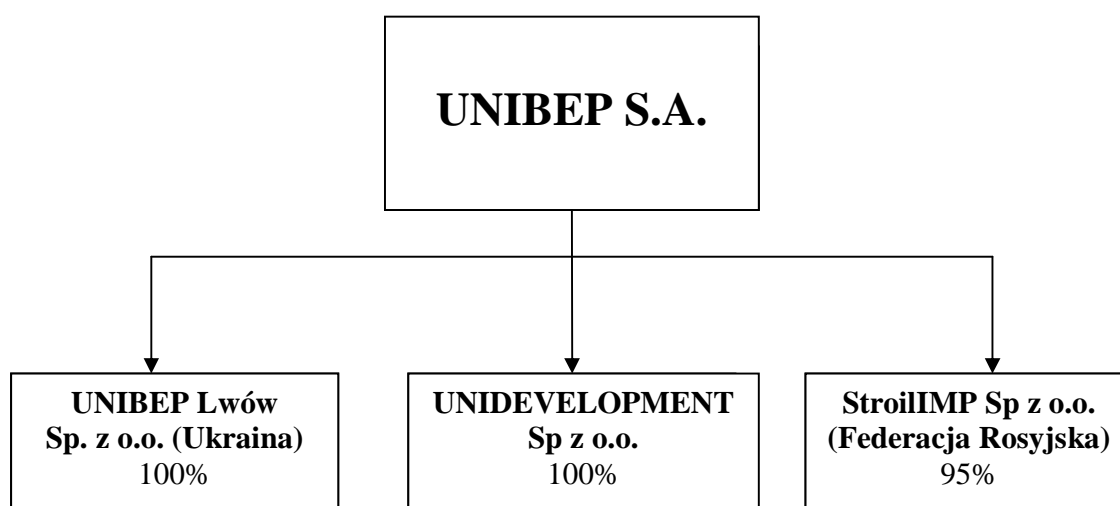 UNIBEP S.A.
UNIBEP Lwów
Sp. z o.o. (Ukraina)
100%
UNIDEVELOPMENT
Sp z o.o.
100%
StroilIMP Sp z o.o.
(Federacja Rosyjska)
95%